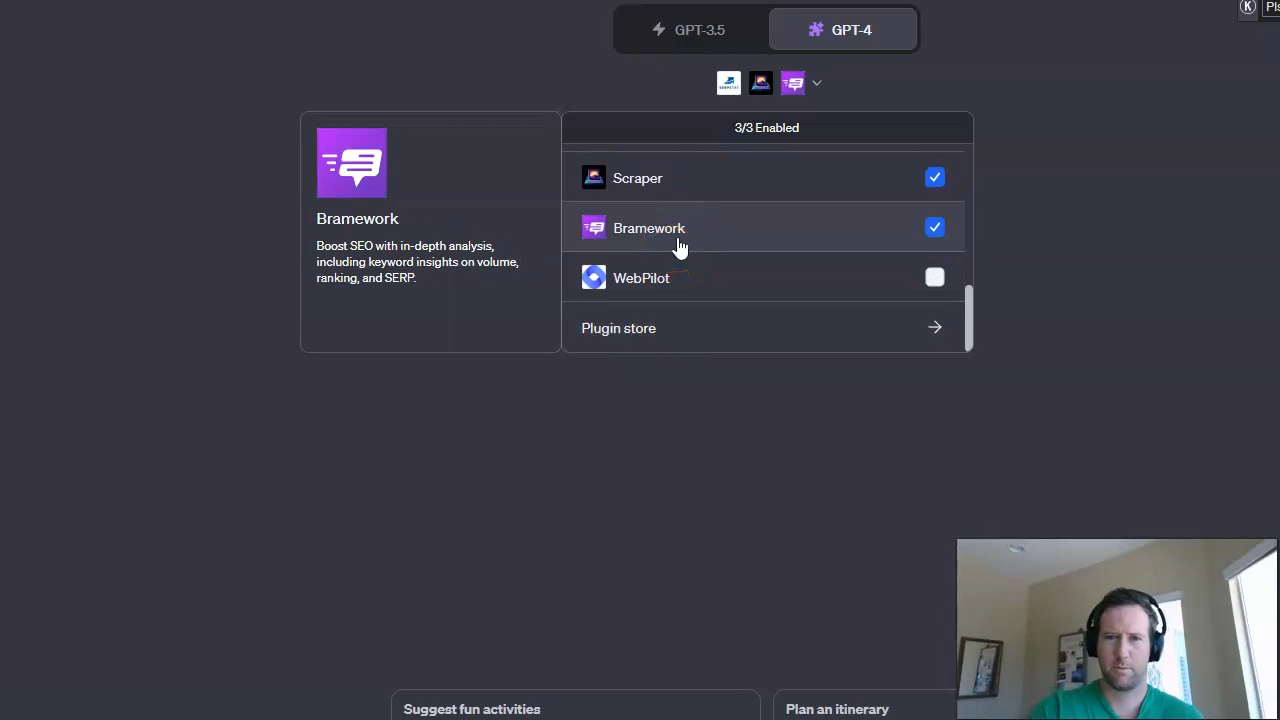 K
GPT-3.5
GPT-4
3/3 Enabled
Scraper
Bramework
Bramework
Boost SEO with in-depth analysis,
including keyword insights on volume,
ranking, and SERP.
WebPilot
Plugin store
Suggest fun activities
Plan an itinerary